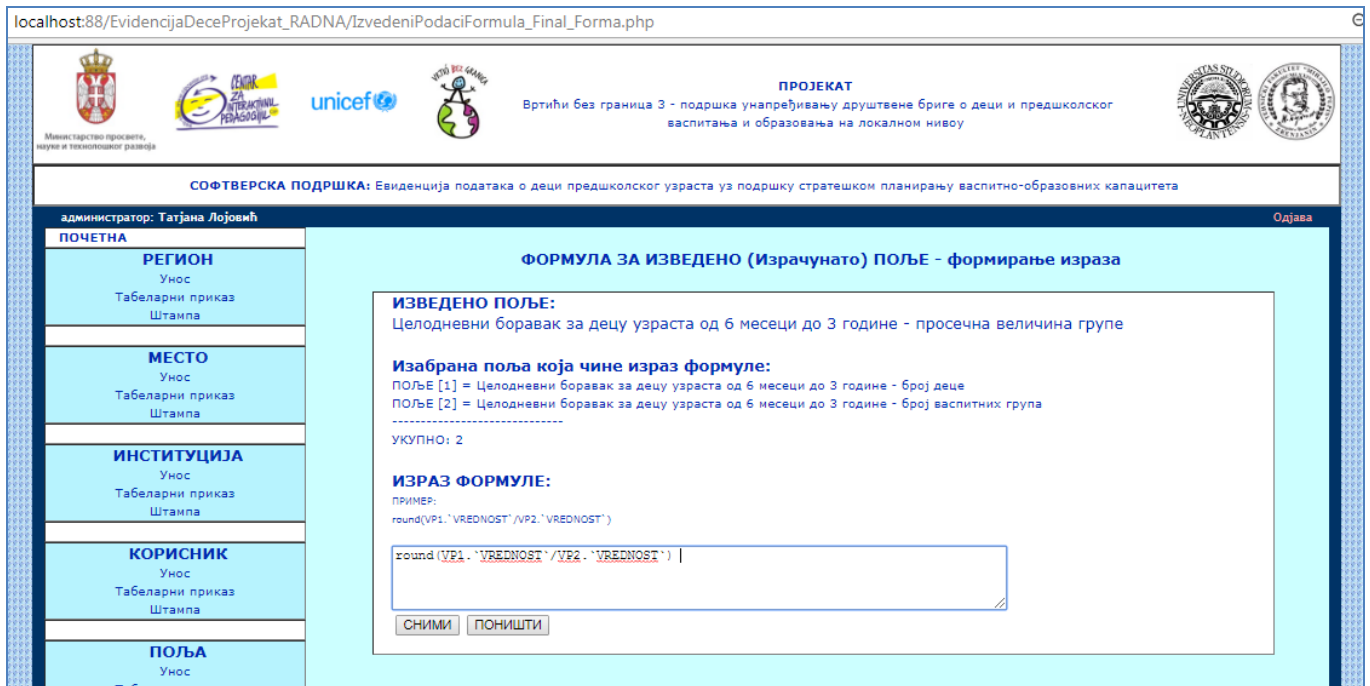 localhost:88/EvidencijaDeceProjekat_RADNA/IzvedeniPodaciFormula_Final_Forma.php
Министарство просвете,
науке и технолошког развоја
CENTAR
ZA
INTERAKTIVNU
PEDAGOGIJU
unicef
VRTIĆ BEZ GRANICA
ПРОЈЕКАТ
Вртићи без граница 3 - подршка унапређивању друштвене бриге о деци и предшколског
васпитања и образовања на локалном нивоу
СОФТВЕРСКА ПОДРШКА: Евиденција података о деци предшколског узраста уз подршку стратешком планирању васпитно-образовних капацитета
администратор: Татјана Лојовић
Одјава
ПОЧЕТНА
РЕГИОН
Унос
Табеларни приказ
Штампа
МЕСТО
Унос
Табеларни приказ
Штампа
ИНСТИТУЦИЈА
Унос
Табеларни приказ
Штампа
КОРИСНИК
Унос
Табеларни приказ
Штампа
ПОЉА
Унос
ФОРМУЛА ЗА ИЗВЕДЕНО (Израчунато) ПОЉЕ - формирање израза
ИЗВЕДЕНО ПОЉЕ:
Целодневни боравак за децу узраста од 6 месеци до 3 године - просечна величина групе
Изабрана поља која чине израз формуле:
ПОЉЕ [1] = Целодневни боравак за децу узраста од 6 месеци до 3 године - број деце
ПОЉЕ [2] = Целодневни боравак за децу узраста од 6 месеци до 3 године - број васпитних група
------------------------------
УКУПНО: 2
ИЗРАЗ ФОРМУЛЕ:
ПРИМЕР:
round(VP1.`VREDNOST`/VP2.`VREDNOST`)
round(VP1.`VREDNOST`/VP2.`VREDNOST`)
СНИМИ ПОНИШТИ